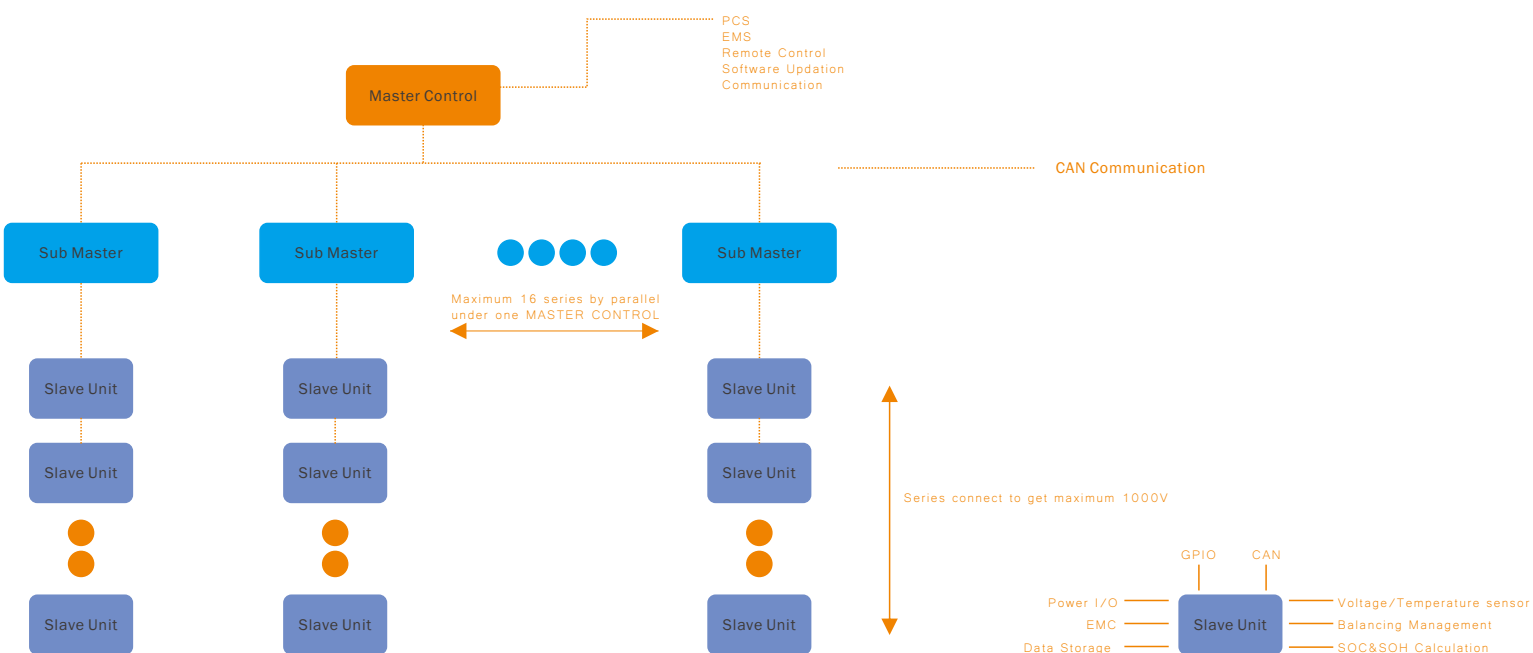 PCS
EMS
Remote Control
Software Updation
Communication
Master Control
CAN Communication
Sub Master
Sub Master
Sub Master
Maximum 16 series by parallel
under one MASTER CONTROL
Slave Unit
Slave Unit
Slave Unit
Slave Unit
Slave Unit
Slave Unit
Series connect to get maximum 1000V
GPIO
CAN
Power I/O
Voltage/Temperature sensor
Slave Unit
Slave Unit
Slave Unit
EMC
Slave Unit
Balancing Management
Data Storage
SOC&SOH Calculation